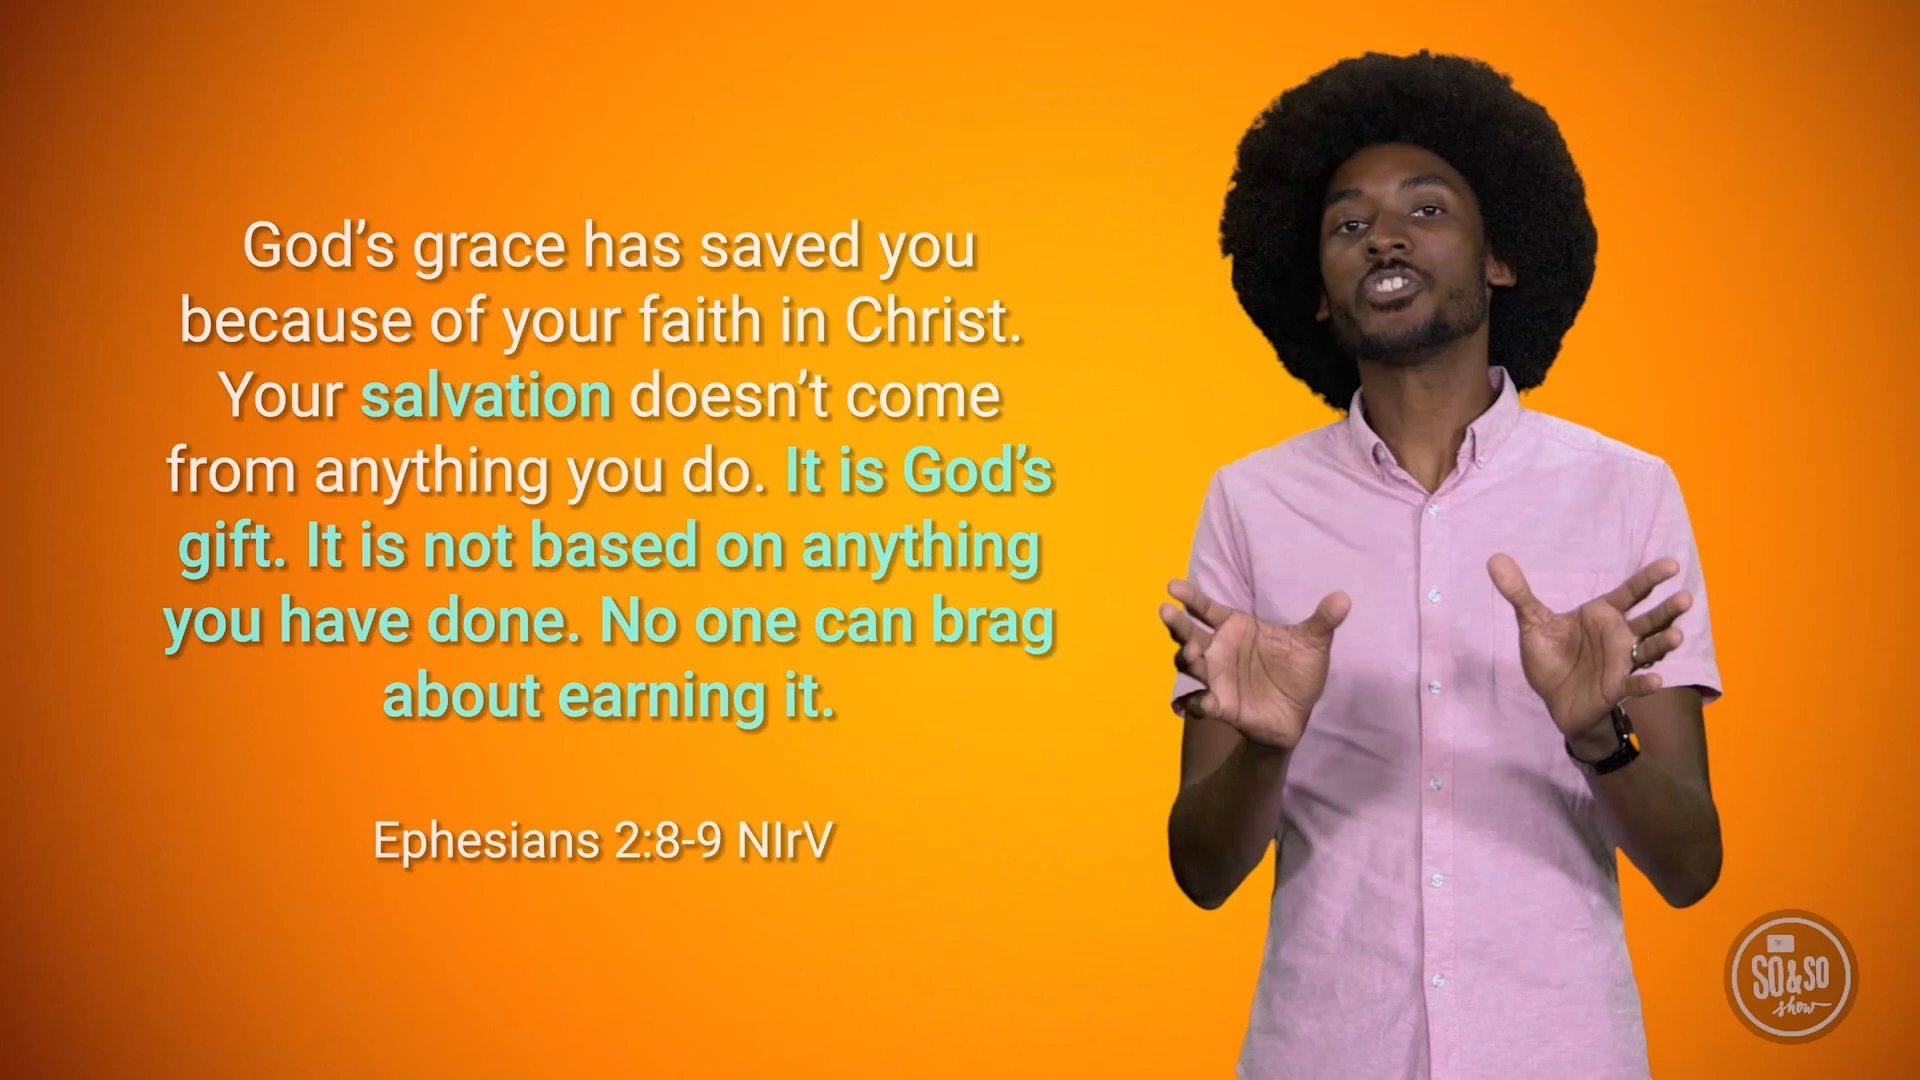 God’s grace has saved you
because of your faith in Christ.
Your salvation doesn’t come
from anything you do. It is God’s
gift. It is not based on anything
you have done. No one can brag
about earning it.
Ephesians 2:8-9 NIrV
SO & SO
show